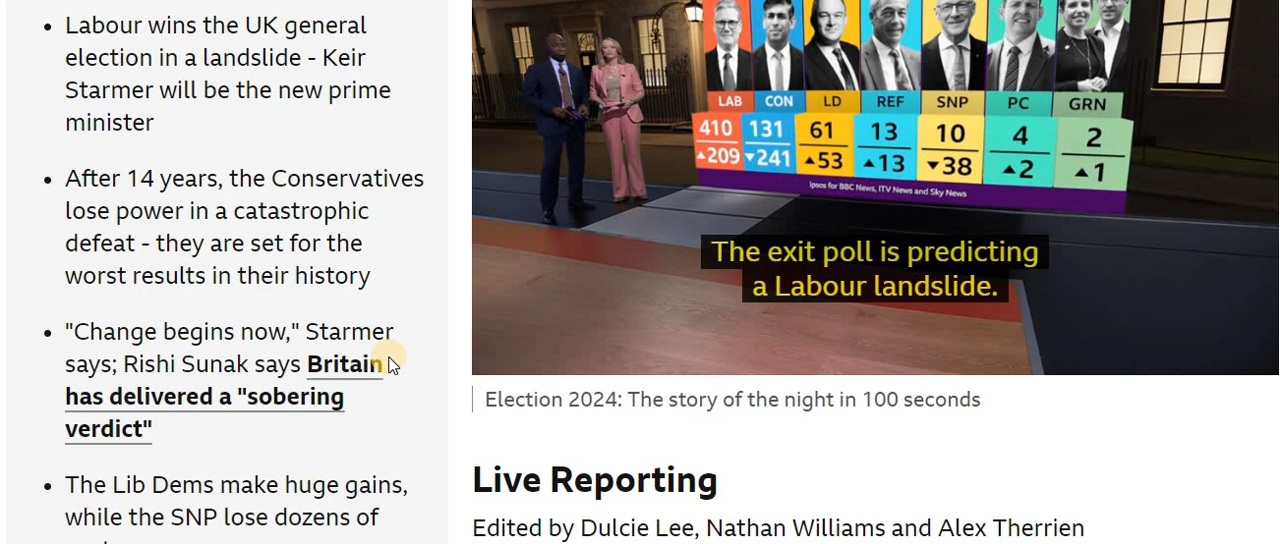 Labour wins the UK general
election in a landslide - Keir
Starmer will be the new prime
minister
After 14 years, the Conservatives
lose power in a catastrophic
defeat - they are set for the
worst results in their history
"Change begins now," Starmer
says; Rishi Sunak says Britain
has delivered a "sobering
verdict"
The Lib Dems make huge gains,
while the SNP lose dozens of
LAB CON LD REF SNP PC GRN
410 131 61 13 10 4 2
▲209 ▼241 ▲53 ▲13 ▼38 ▲2 ▲1
Ipsos for BBC News, ITV News and Sky News
The exit poll is predicting
a Labour landslide.
Election 2024: The story of the night in 100 seconds
Live Reporting
Edited by Dulcie Lee, Nathan Williams and Alex Therrien